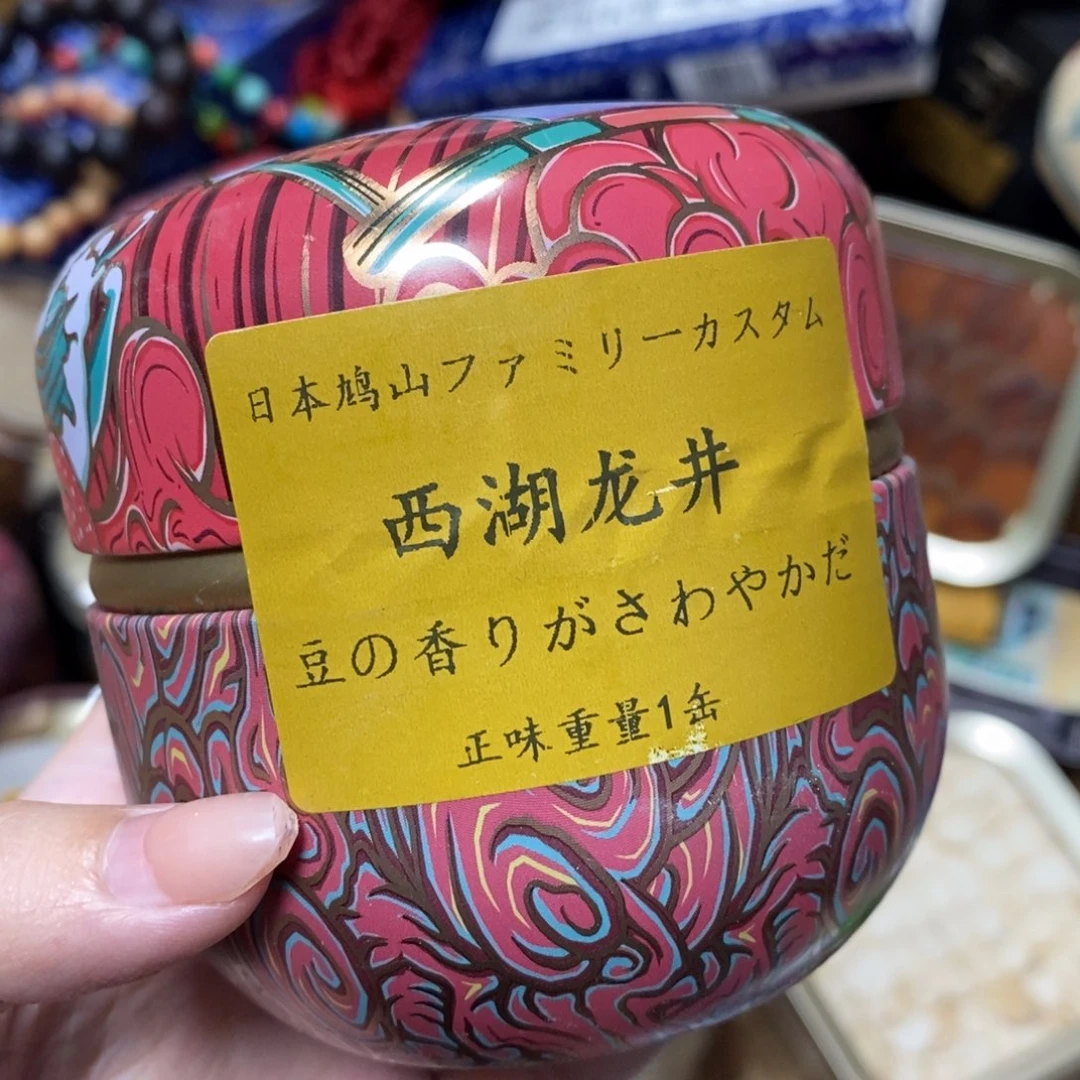 日本鳩山ファミリーカスタム
西湖龙井
豆の香りがさわやかだ
正味重量1缶